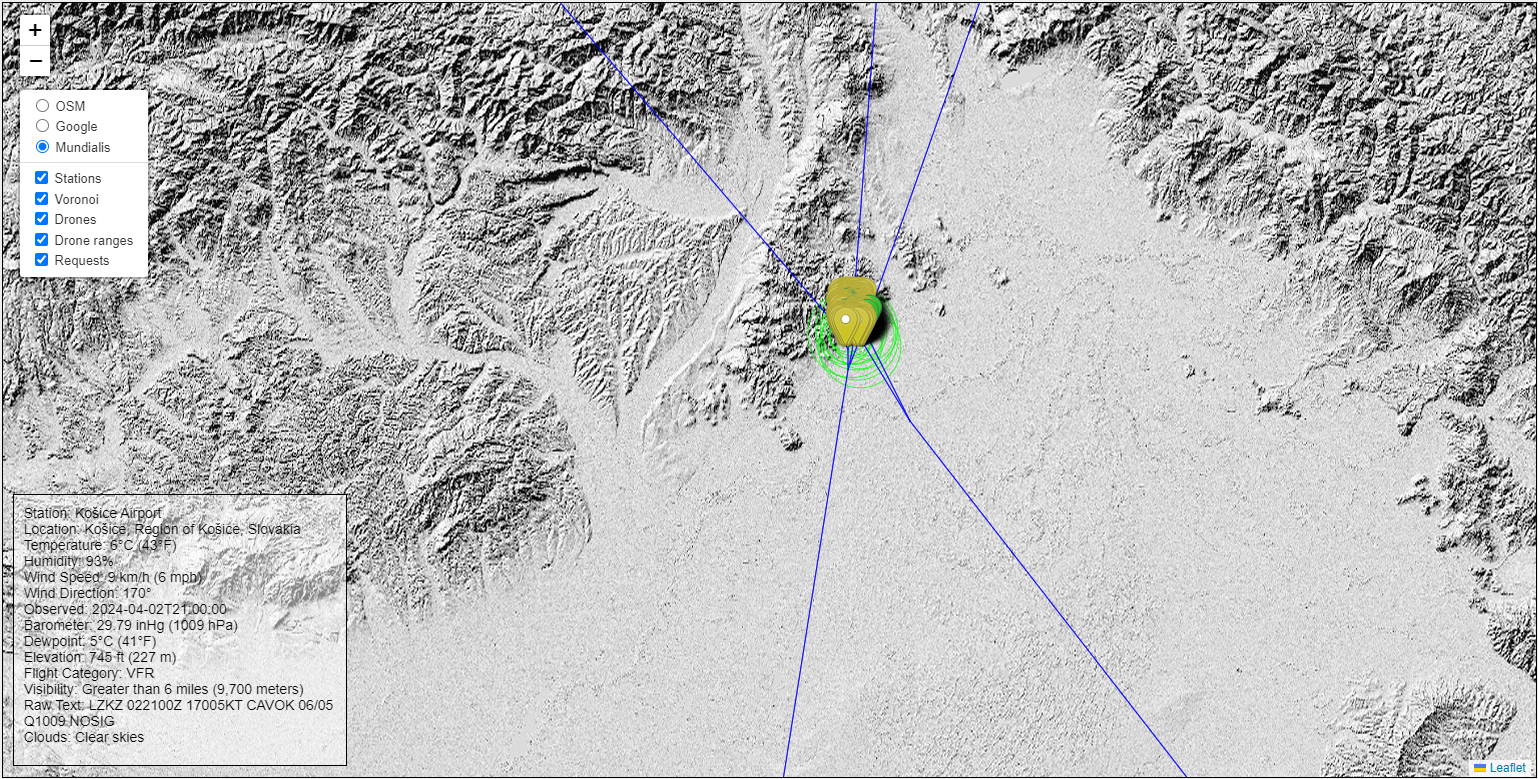 +
−
OSM
Google
Mundialis
Stations
Voronoi
Drones
Drone ranges
Requests
Station: Košice Airport
Location: Košice, Region of Košice, Slovakia
Temperature: 6°C (43°F)
Humidity: 93%
Wind Speed: 9 km/h (6 mph)
Wind Direction: 170°
Observed: 2024-04-02T21:00:00
Barometer: 29.79 inHg (1009 hPa)
Dewpoint: 5°C (41°F)
Elevation: 745 ft (227 m)
Flight Category: VFR
Visibility: Greater than 6 miles (9,700 meters)
Raw Text: LZKZ 022100Z 17005KT CAVOK 06/05
Q1009 NOSIG
Clouds: Clear skies
Leaflet